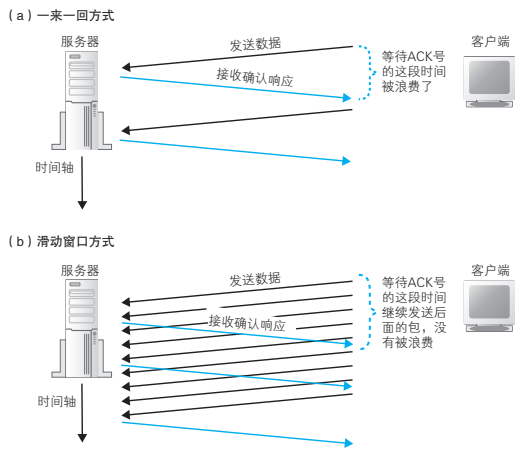 （a）一来一回方式
服务器
发送数据
客户端
接收确认响应
等待ACK号
的这段时间
被浪费了
时间轴
（b）滑动窗口方式
服务器
发送数据
客户端
接收确认响应
等待ACK号
的这段时间
继续发送后
面的包，没
有被浪费
时间轴